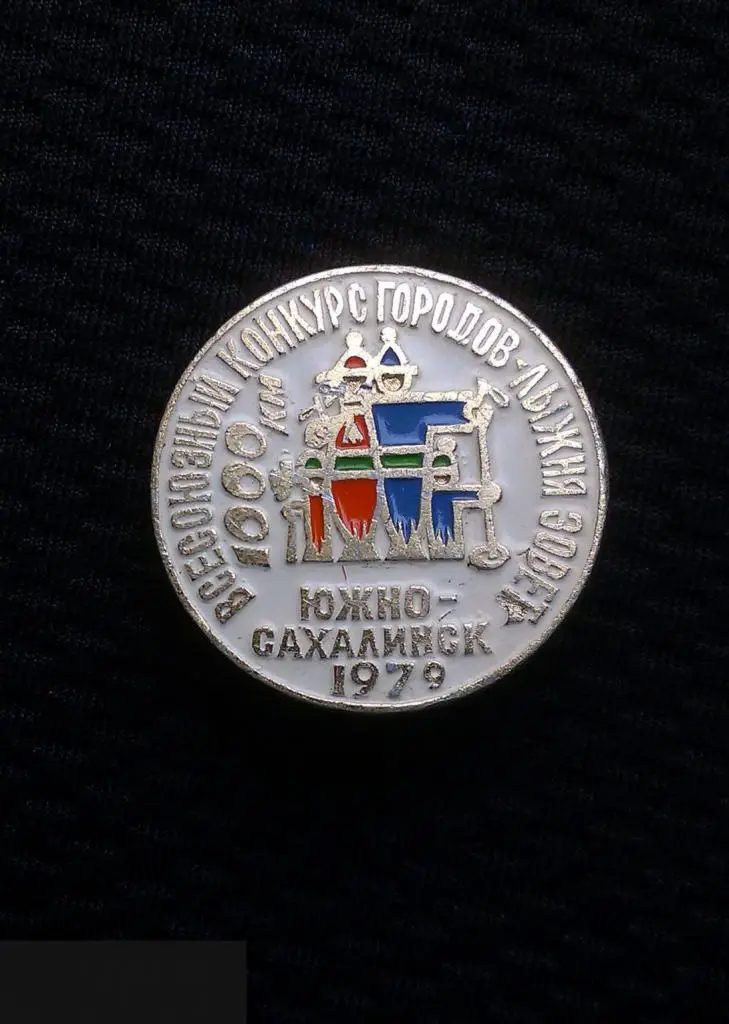 ВСЕСОЮЗНЫЙ КОНКУРС ГОРОДОВ ЛЫЖНЯ ЗОВЕТ
1000 КМ
ЮЖНО-
САХАЛИНСК
1979